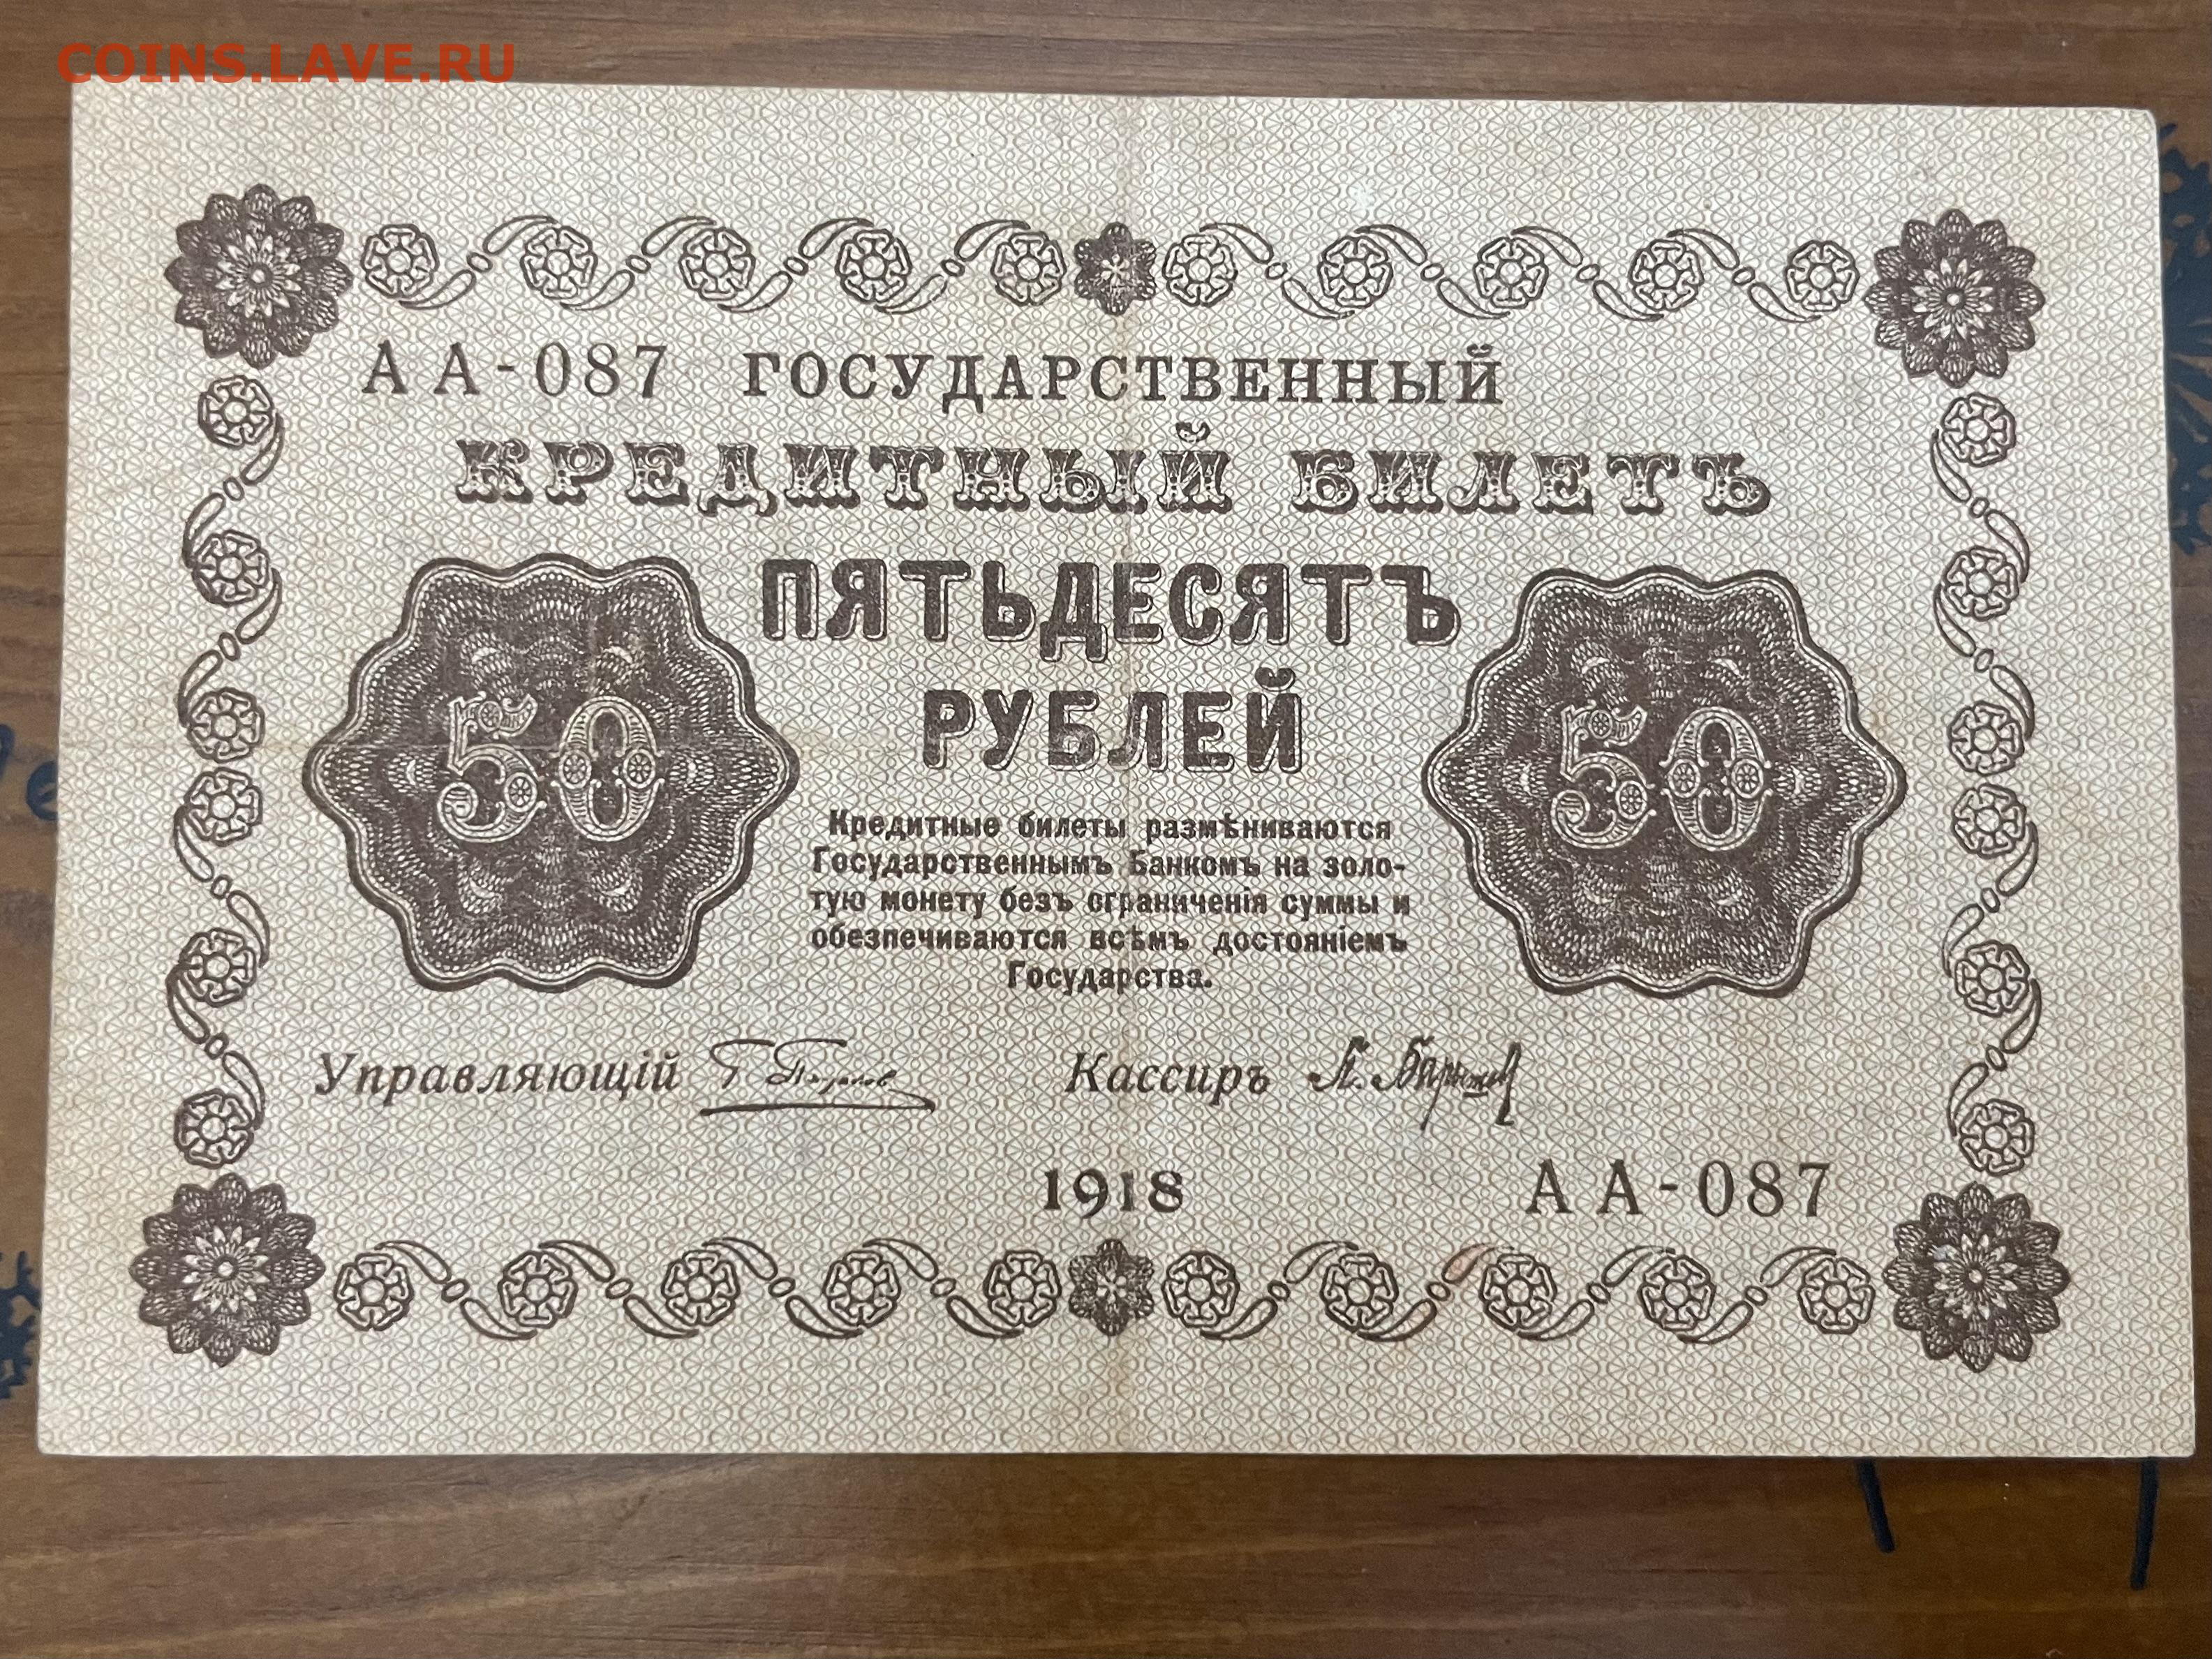 COINS.LAVE.RU
АА-087 ГОСУДАРСТВЕННЫЙ
КРЕДИТНЫЙ БИЛЕТЪ
ПЯТЬДЕСЯТЪ
РУБЛЕЙ
50 50
Кредитные билеты размѣниваются
Государственнымъ Банкомъ на золо-
тую монету безъ ограниченія суммы и
обезпечиваются всѣмъ достояніемъ
Государства.
Управляющій Кассиръ
1918 АА-087